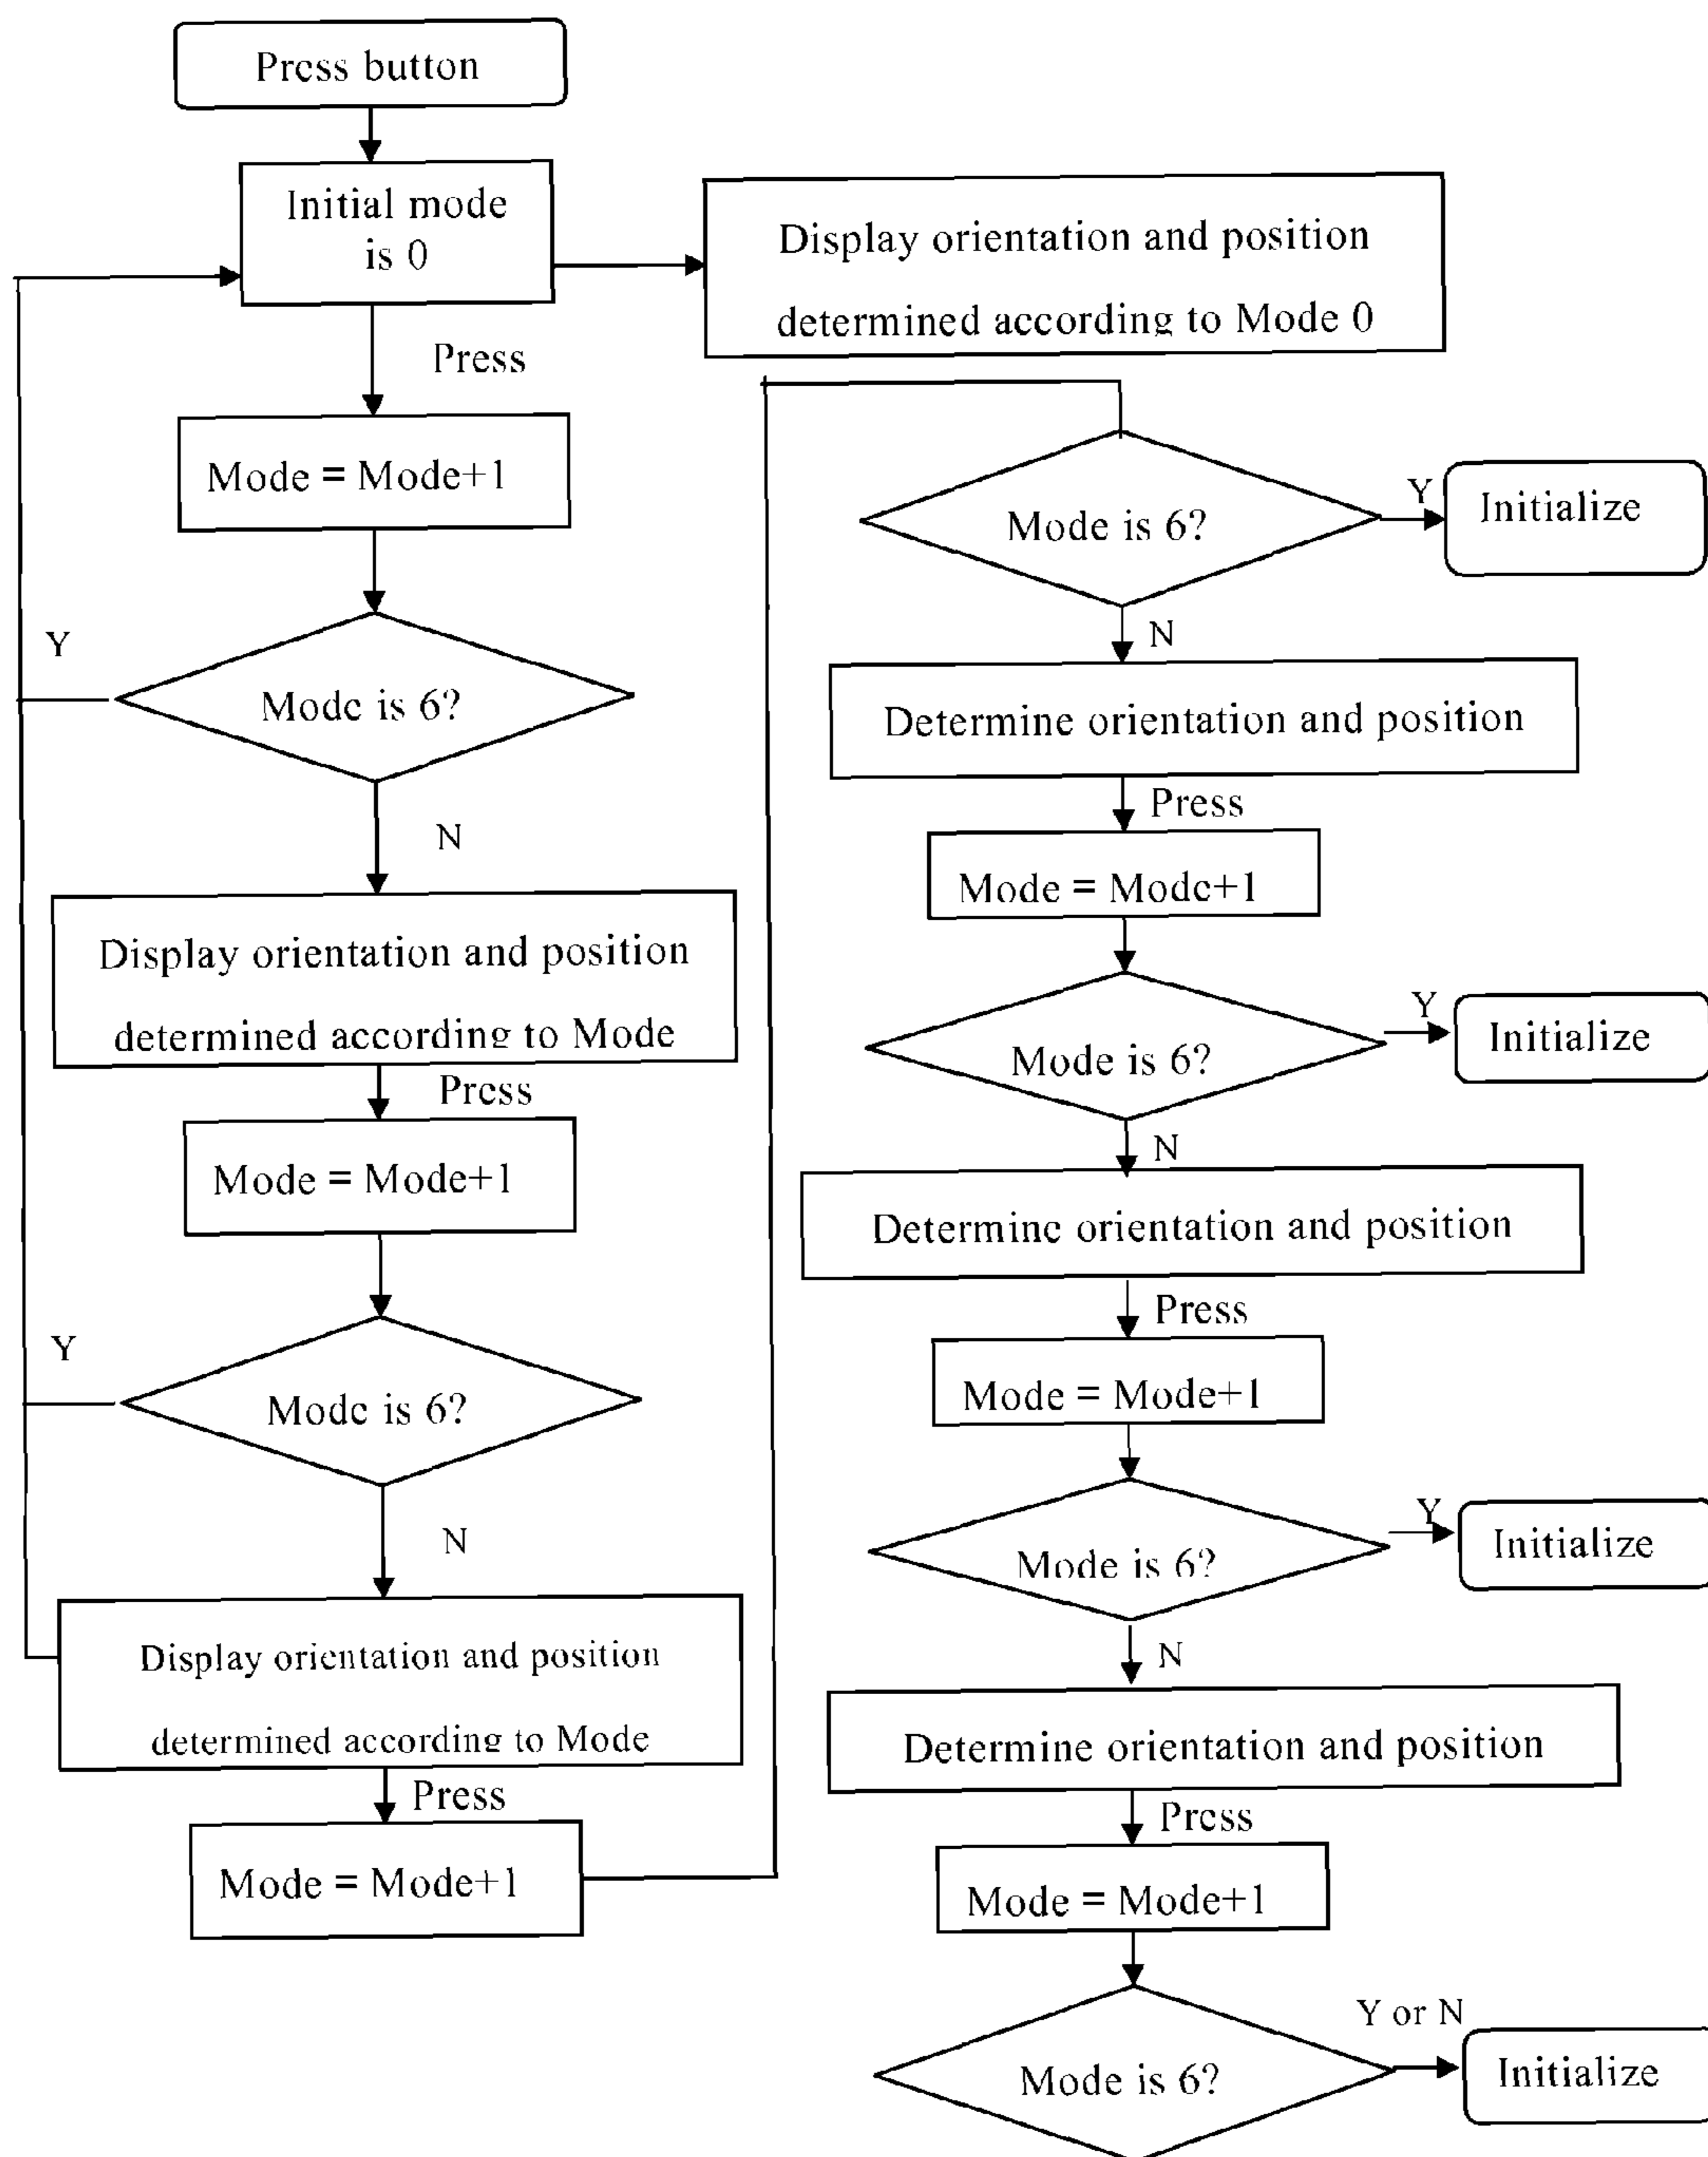 Press button
Initial mode
is 0
Display orientation and position
determined according to Mode 0
Press
Mode = Mode+1
Y
Mode is 6?
N
Display orientation and position
determined according to Mode
Press
Mode = Mode+1
Y
Mode is 6?
N
Display orientation and position
determined according to Mode
Press
Mode = Mode+1
Mode is 6?
Y
Initialize
N
Determine orientation and position
Press
Mode = Mode+1
Mode is 6?
Y
Initialize
N
Determine orientation and position
Press
Mode = Mode+1
Mode is 6?
Y
Initialize
N
Determine orientation and position
Press
Mode = Mode+1
Mode is 6?
Y or N
Initialize